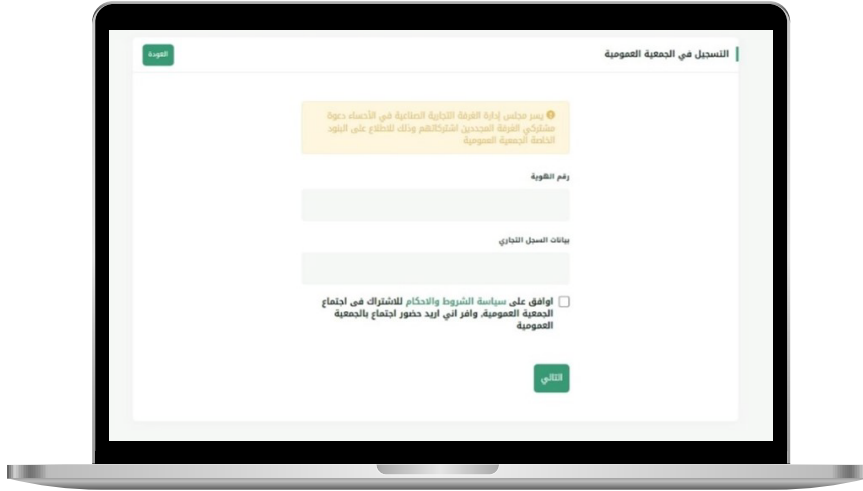 التسجيل في الجمعية العمومية
العودة
يسر مجلس إدارة الغرفة التجارية الصناعية في الأحساء دعوة
مشتركي الغرفة المجددين اشتراكاتهم وذلك للاطلاع على البنود
الخاصة الجمعية العمومية
رقم الهوية
بيانات السجل التجاري
اوافق على سياسة الشروط والاحكام للاشتراك فى اجتماع
الجمعية العمومية, واقر اني اريد حضور اجتماع بالجمعية
العمومية
التالي